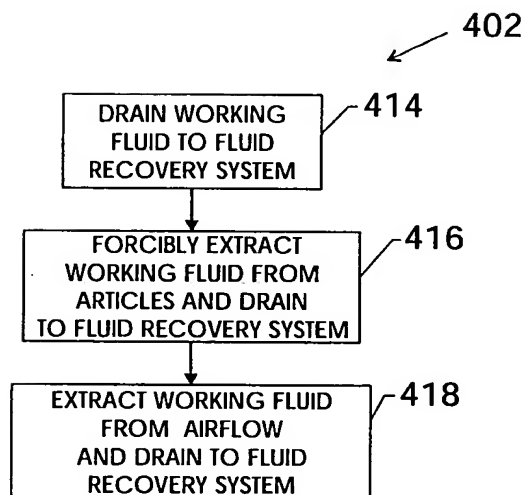 402
DRAIN WORKING
FLUID TO FLUID
RECOVERY SYSTEM
414
FORCIBLY EXTRACT
WORKING FLUID FROM
ARTICLES AND DRAIN
TO FLUID RECOVERY SYSTEM
416
EXTRACT WORKING FLUID
FROM AIRFLOW
AND DRAIN TO FLUID
RECOVERY SYSTEM
418